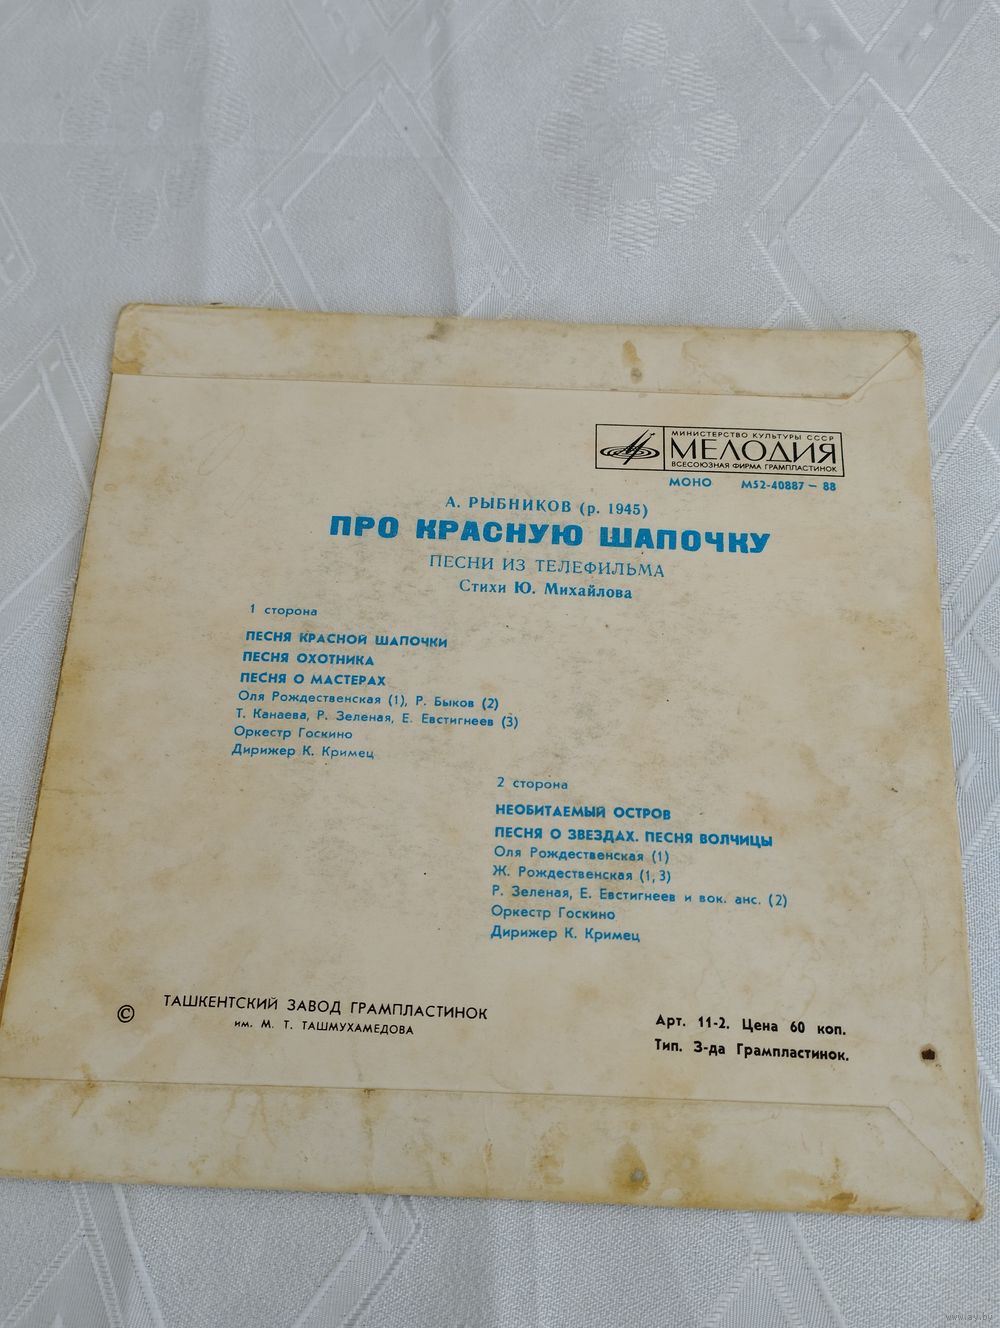 МИНИСТЕРСТВО КУЛЬТУРЫ СССР
МЕЛОДИЯ
ВСЕСОЮЗНАЯ ФИРМА ГРАМПЛАСТИНОК
МОНО М52-40887 – 88
А. РЫБНИКОВ (р. 1945)
ПРО КРАСНУЮ ШАПОЧКУ
ПЕСНИ ИЗ ТЕЛЕФИЛЬМА
Стихи Ю. Михайлова
1 сторона
ПЕСНЯ КРАСНОЙ ШАПОЧКИ
ПЕСНЯ ОХОТНИКА
ПЕСНЯ О МАСТЕРАХ
Оля Рождественская (1), Р. Быков (2)
Т. Канаева, Р. Зеленая, Е. Евстигнеев (3)
Оркестр Госкино
Дирижер К. Кримец
2 сторона
НЕОБИТАЕМЫЙ ОСТРОВ
ПЕСНЯ О ЗВЕЗДАХ. ПЕСНЯ ВОЛЧИЦЫ
Оля Рождественская (1)
Ж. Рождественская (1, 3)
Р. Зеленая, Е. Евстигнеев и вок. анс. (2)
Оркестр Госкино
Дирижер К. Кримец
© ТАШКЕНТСКИЙ ЗАВОД ГРАМПЛАСТИНОК
им. М. Т. ТАШМУХАМЕДОВА
Арт. 11-2. Цена 60 коп.
Тип. З-да Грампластинок.
www.ay.by